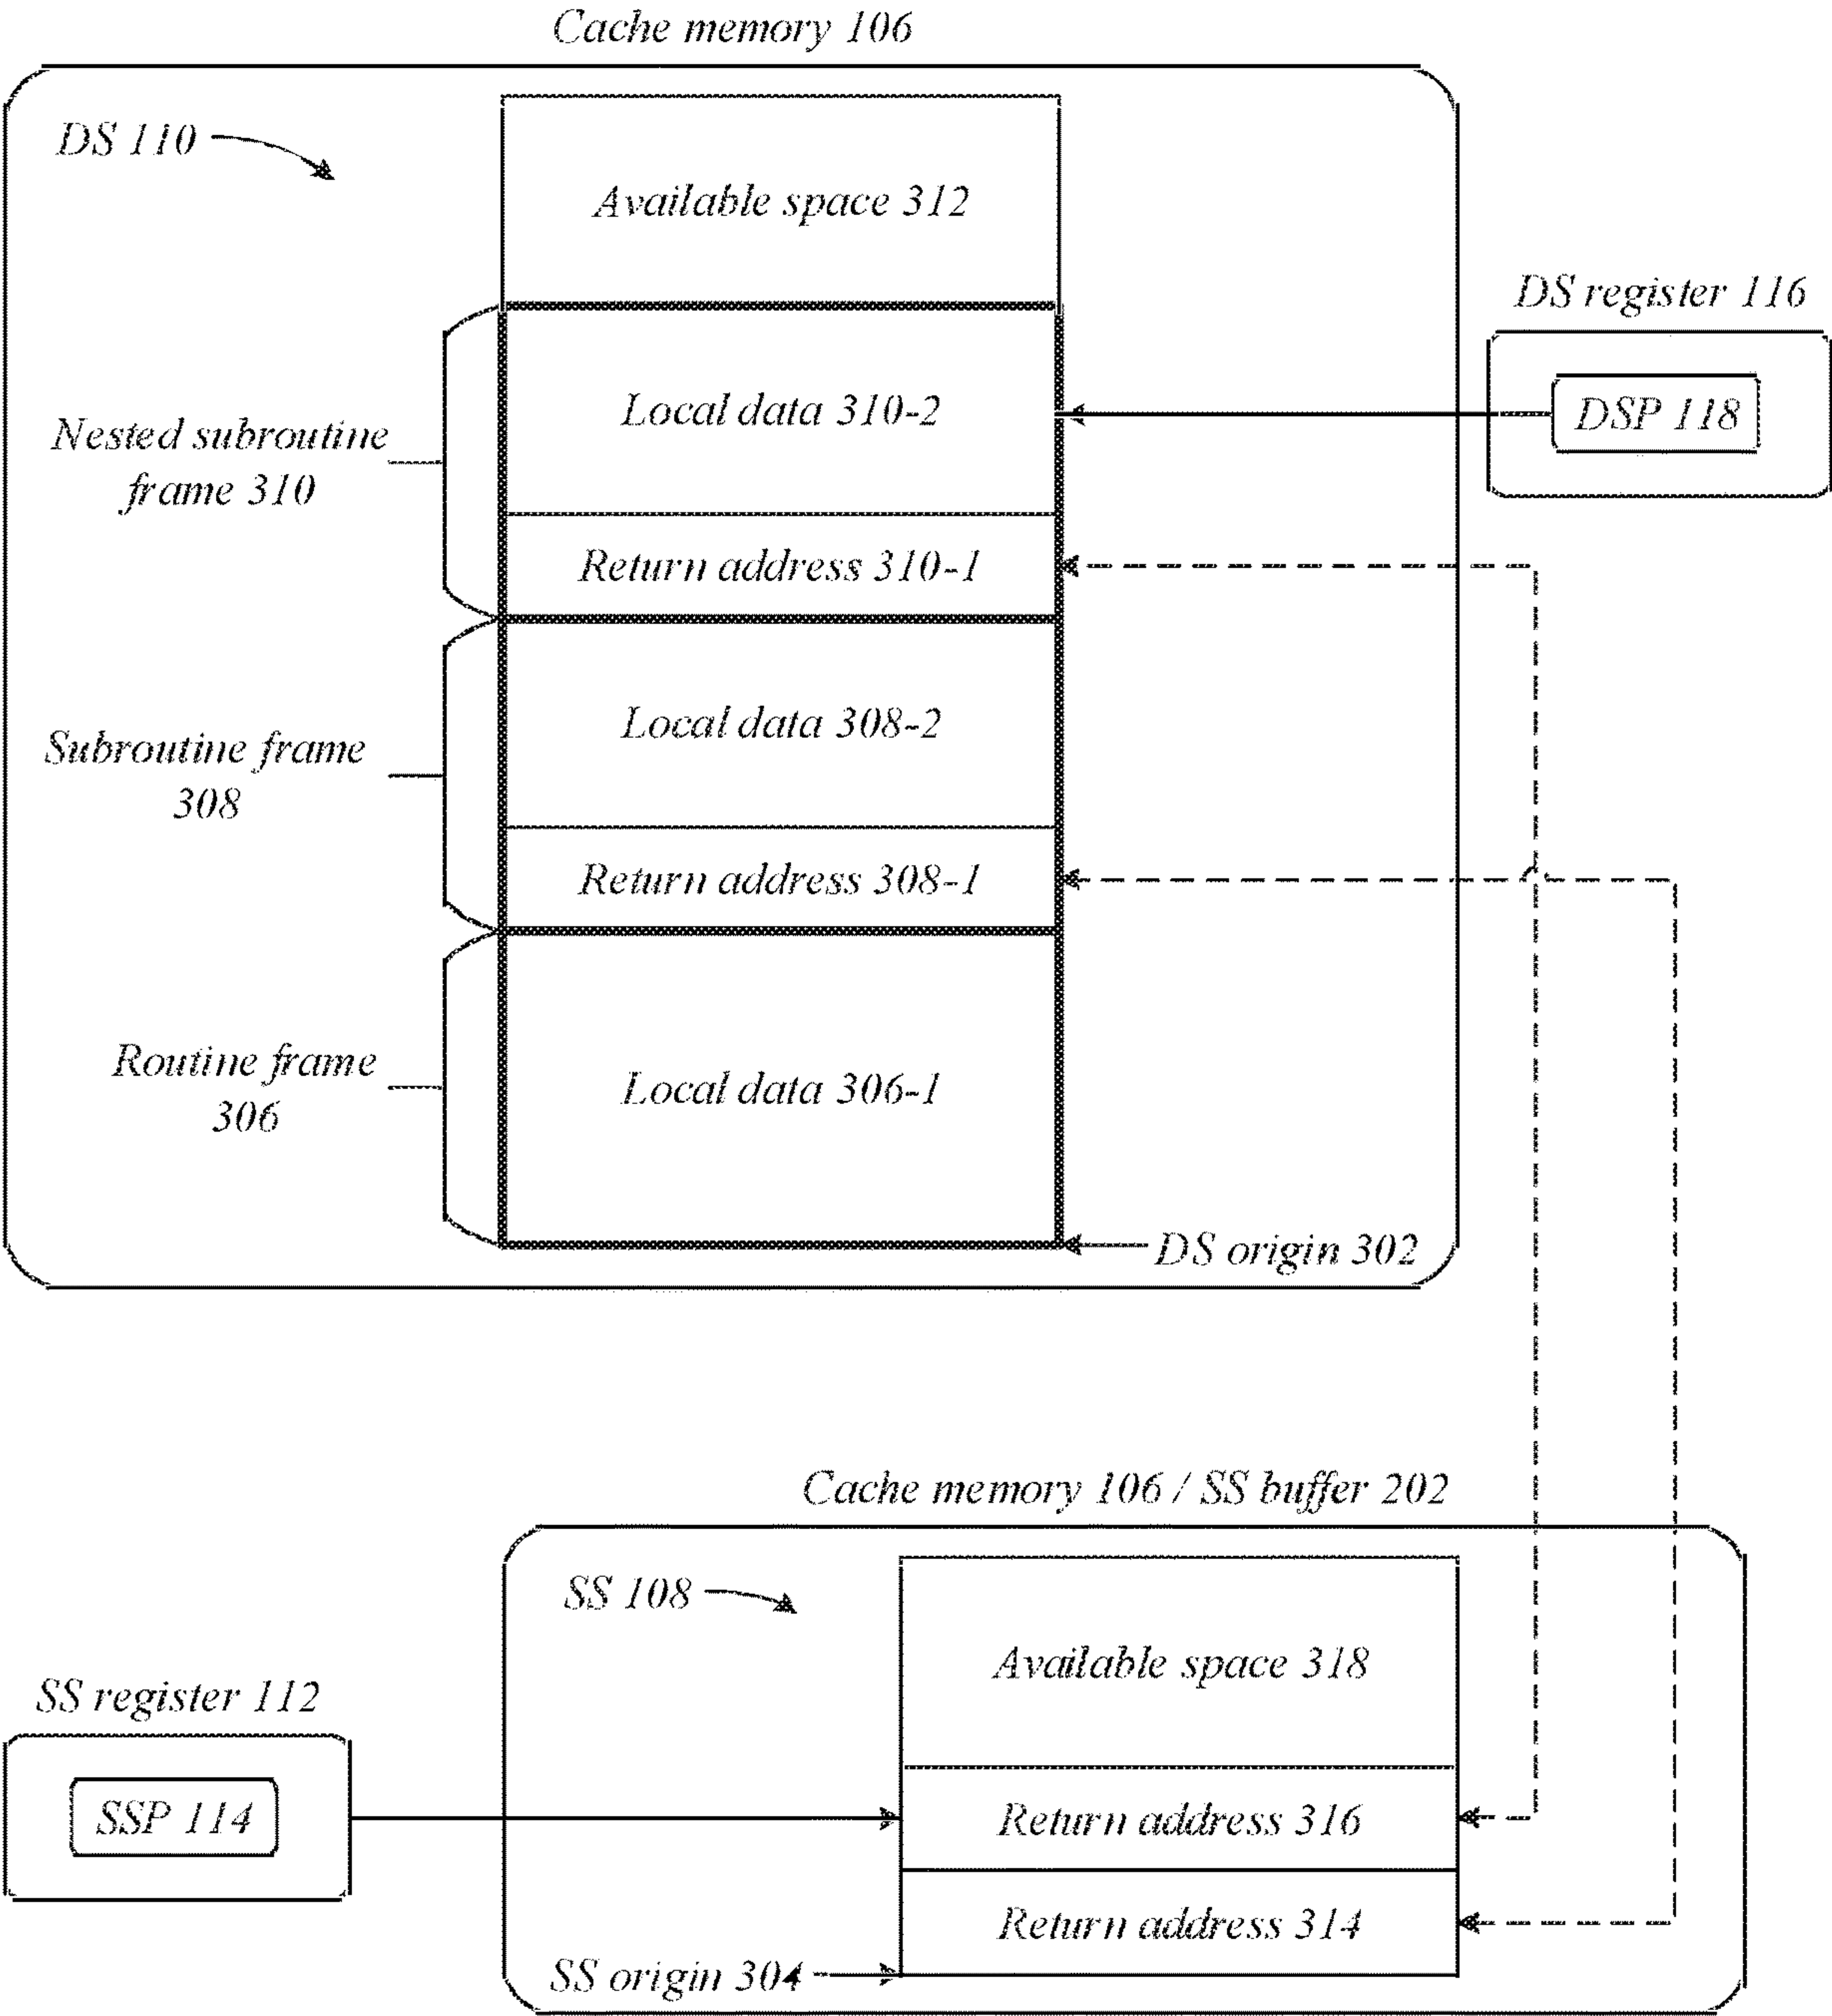 Cache memory 106
DS 110
Available space 312
DS register 116
DSP 118
Local data 310-2
Nested subroutine
frame 310
Return address 310-1
Local data 308-2
Subroutine frame
308
Return address 308-1
Routine frame
306
Local data 306-1
DS origin 302
Cache memory 106 / SS buffer 202
SS 108
Available space 318
SS register 112
SSP 114
Return address 316
Return address 314
SS origin 304